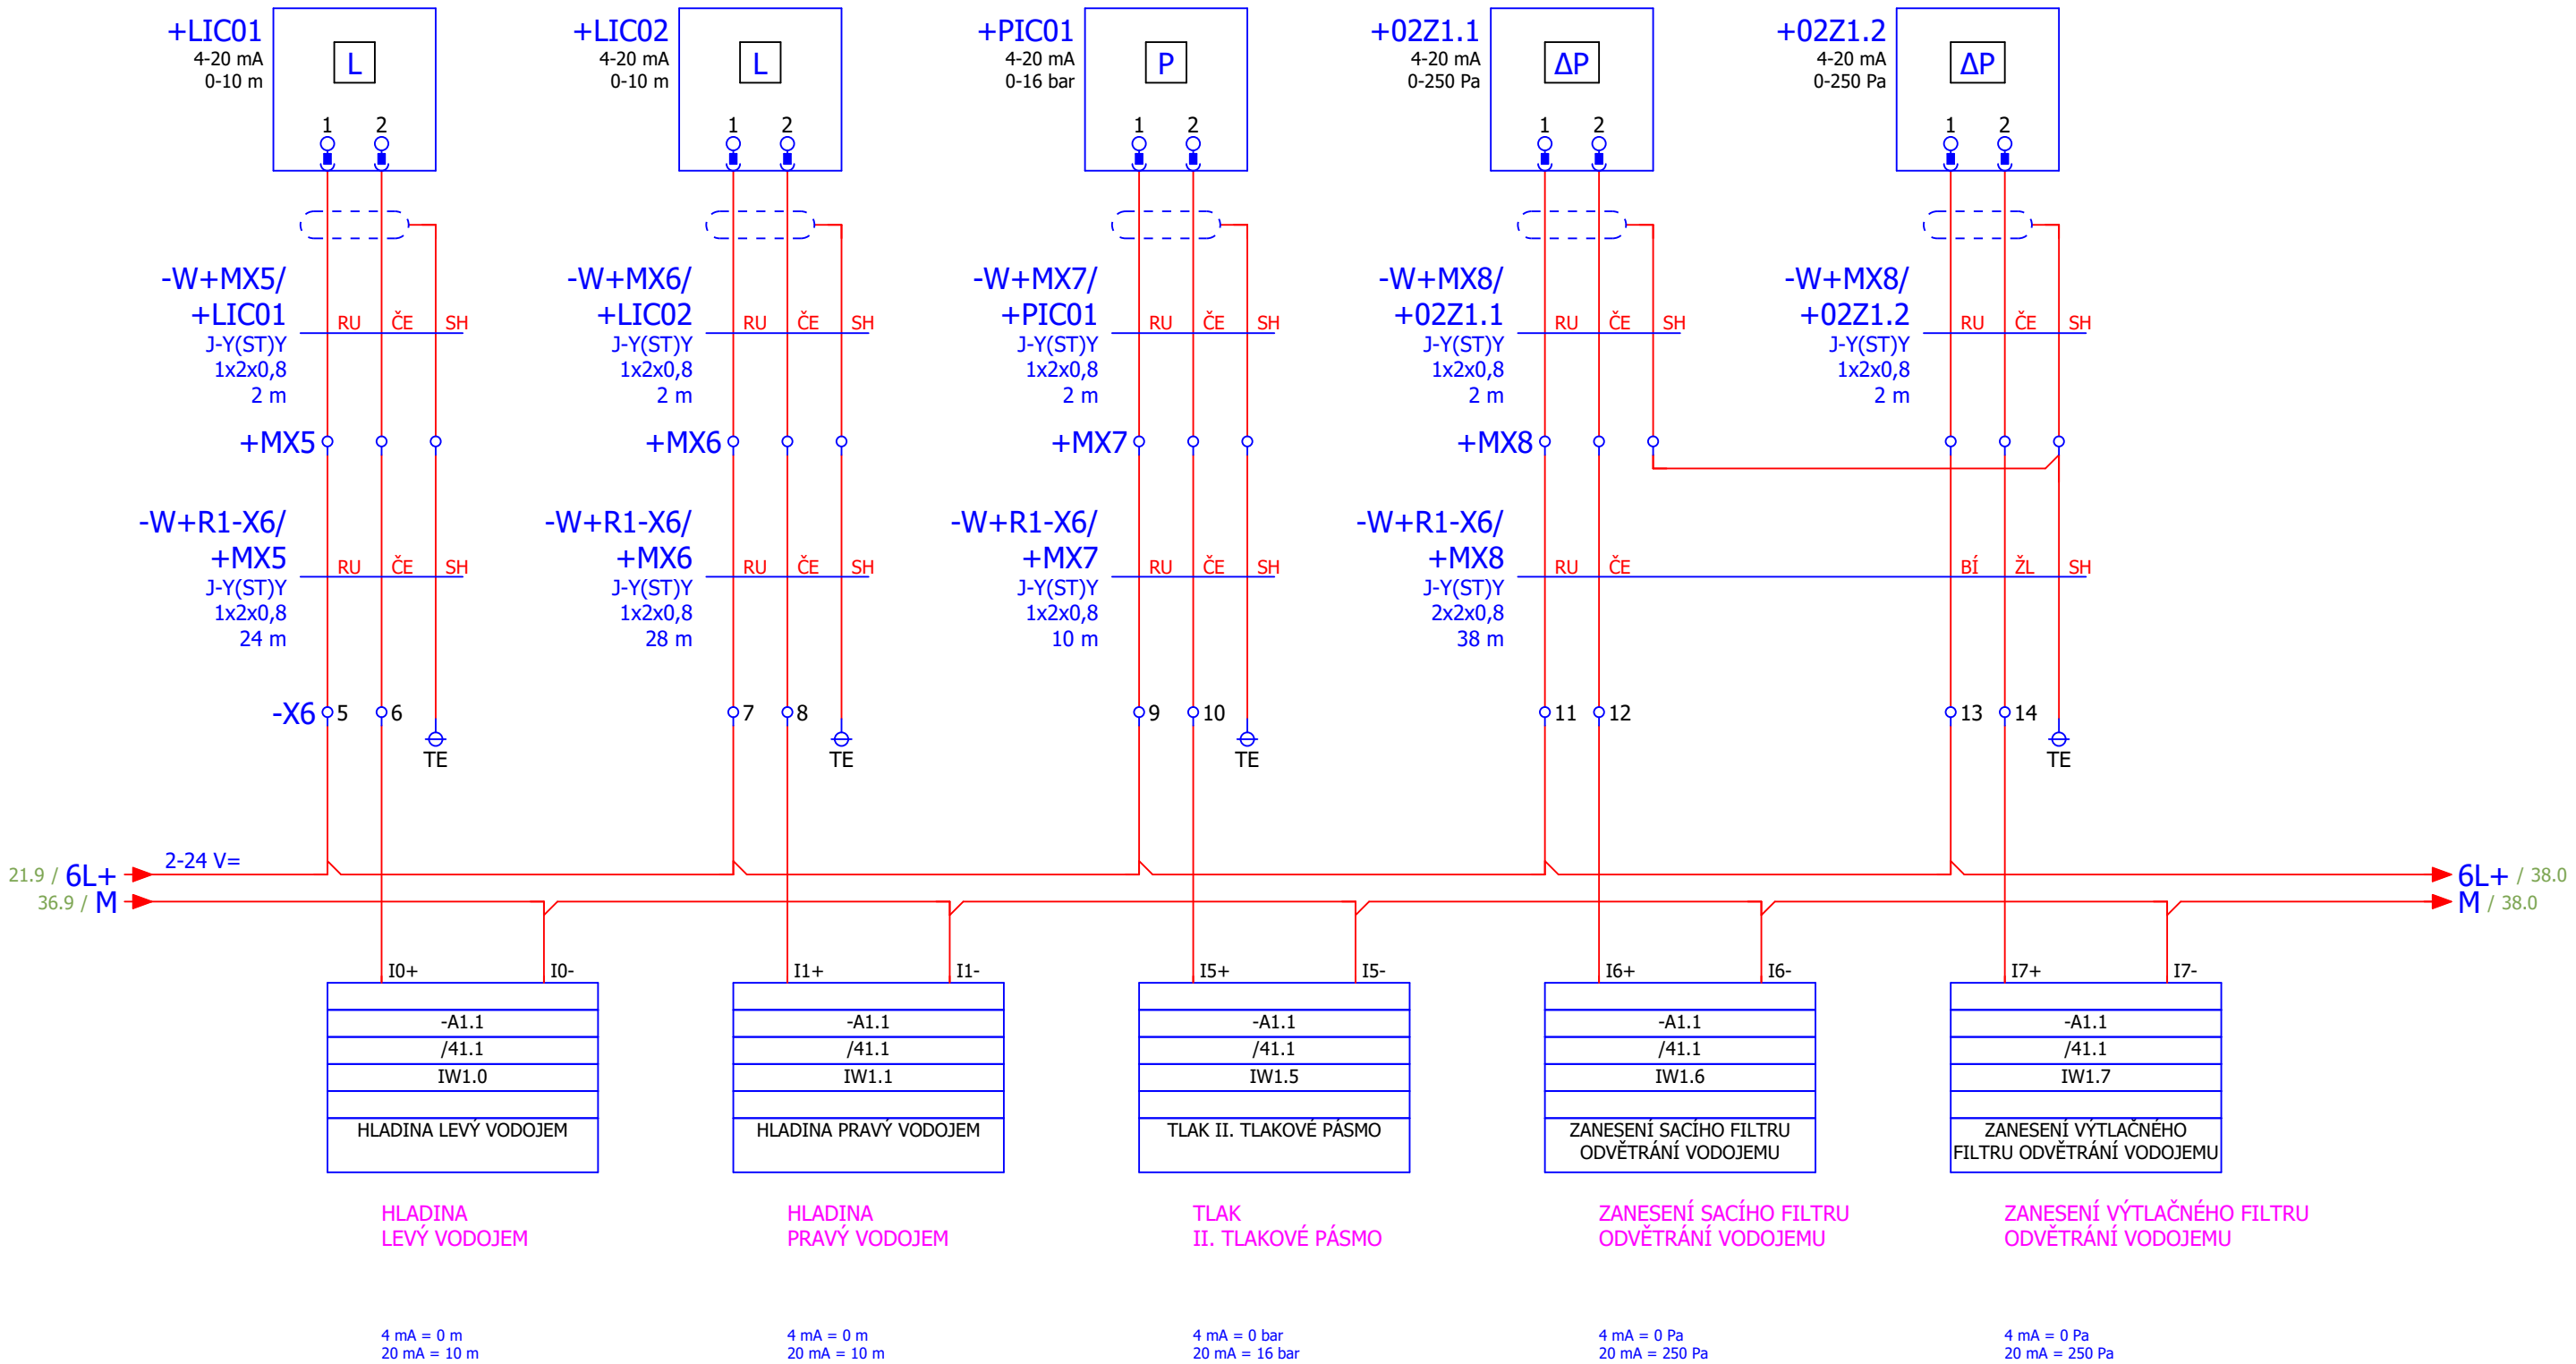 +LIC01
4-20 mA
0-10 m
L
1 2
+LIC02
4-20 mA
0-10 m
L
1 2
+PIC01
4-20 mA
0-16 bar
P
1 2
+02Z1.1
4-20 mA
0-250 Pa
ΔP
1 2
+02Z1.2
4-20 mA
0-250 Pa
ΔP
1 2
-W+MX5/
+LIC01
J-Y(ST)Y
1x2x0,8
2 m
RU ČE SH
-W+MX6/
+LIC02
J-Y(ST)Y
1x2x0,8
2 m
RU ČE SH
-W+MX7/
+PIC01
J-Y(ST)Y
1x2x0,8
2 m
RU ČE SH
-W+MX8/
+02Z1.1
J-Y(ST)Y
1x2x0,8
2 m
RU ČE SH
-W+MX8/
+02Z1.2
J-Y(ST)Y
1x2x0,8
2 m
RU ČE SH
+MX5
+MX6
+MX7
+MX8
-W+R1-X6/
+MX5
J-Y(ST)Y
1x2x0,8
24 m
RU ČE SH
-W+R1-X6/
+MX6
J-Y(ST)Y
1x2x0,8
28 m
RU ČE SH
-W+R1-X6/
+MX7
J-Y(ST)Y
1x2x0,8
10 m
RU ČE SH
-W+R1-X6/
+MX8
J-Y(ST)Y
2x2x0,8
38 m
RU ČE BÍ ŽL SH
-X6 5 6 7 8 9 10 11 12 13 14
TE TE TE TE
2-24 V=
21.9 / 6L+
36.9 / M
6L+ / 38.0
M / 38.0
I0+ I0-
-A1.1
/41.1
IW1.0
HLADINA LEVÝ VODOJEM
I1+ I1-
-A1.1
/41.1
IW1.1
HLADINA PRAVÝ VODOJEM
I5+ I5-
-A1.1
/41.1
IW1.5
TLAK II. TLAKOVÉ PÁSMO
I6+ I6-
-A1.1
/41.1
IW1.6
ZANESENÍ SACÍHO FILTRU
ODVĚTRÁNÍ VODOJEMU
I7+ I7-
-A1.1
/41.1
IW1.7
ZANESENÍ VÝTLAČNÉHO
FILTRU ODVĚTRÁNÍ VODOJEMU
HLADINA
LEVÝ VODOJEM
HLADINA
PRAVÝ VODOJEM
TLAK
II. TLAKOVÉ PÁSMO
ZANESENÍ SACÍHO FILTRU
ODVĚTRÁNÍ VODOJEMU
ZANESENÍ VÝTLAČNÉHO FILTRU
ODVĚTRÁNÍ VODOJEMU
4 mA = 0 m
20 mA = 10 m
4 mA = 0 m
20 mA = 10 m
4 mA = 0 bar
20 mA = 16 bar
4 mA = 0 Pa
20 mA = 250 Pa
4 mA = 0 Pa
20 mA = 250 Pa